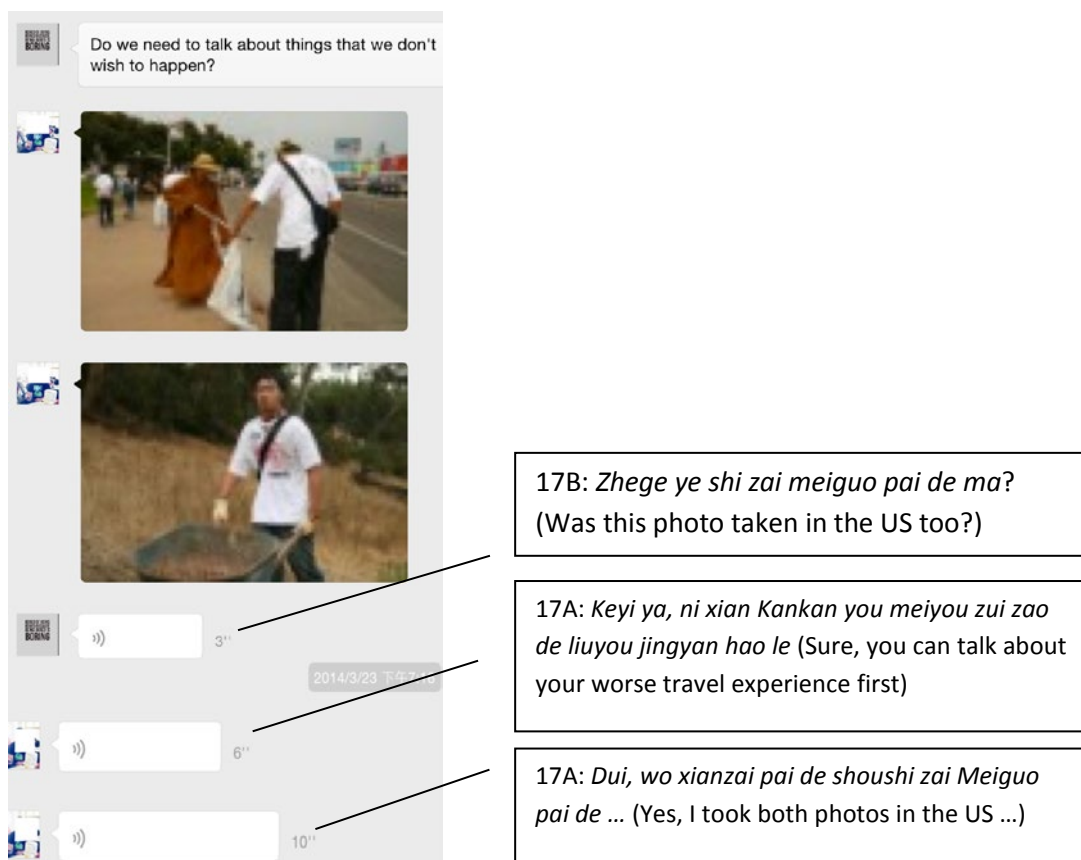 Do we need to talk about things that we don't
wish to happen?
3''
2014/3/23 下午7:18
6''
10''
17B: Zhege ye shi zai meiguo pai de ma?
(Was this photo taken in the US too?)
17A: Keyi ya, ni xian Kankan you meiyou zui zao
de liuyou jingyan hao le (Sure, you can talk about
your worse travel experience first)
17A: Dui, wo xianzai pai de shoushi zai Meiguo
pai de … (Yes, I took both photos in the US …)
BORING
BORING